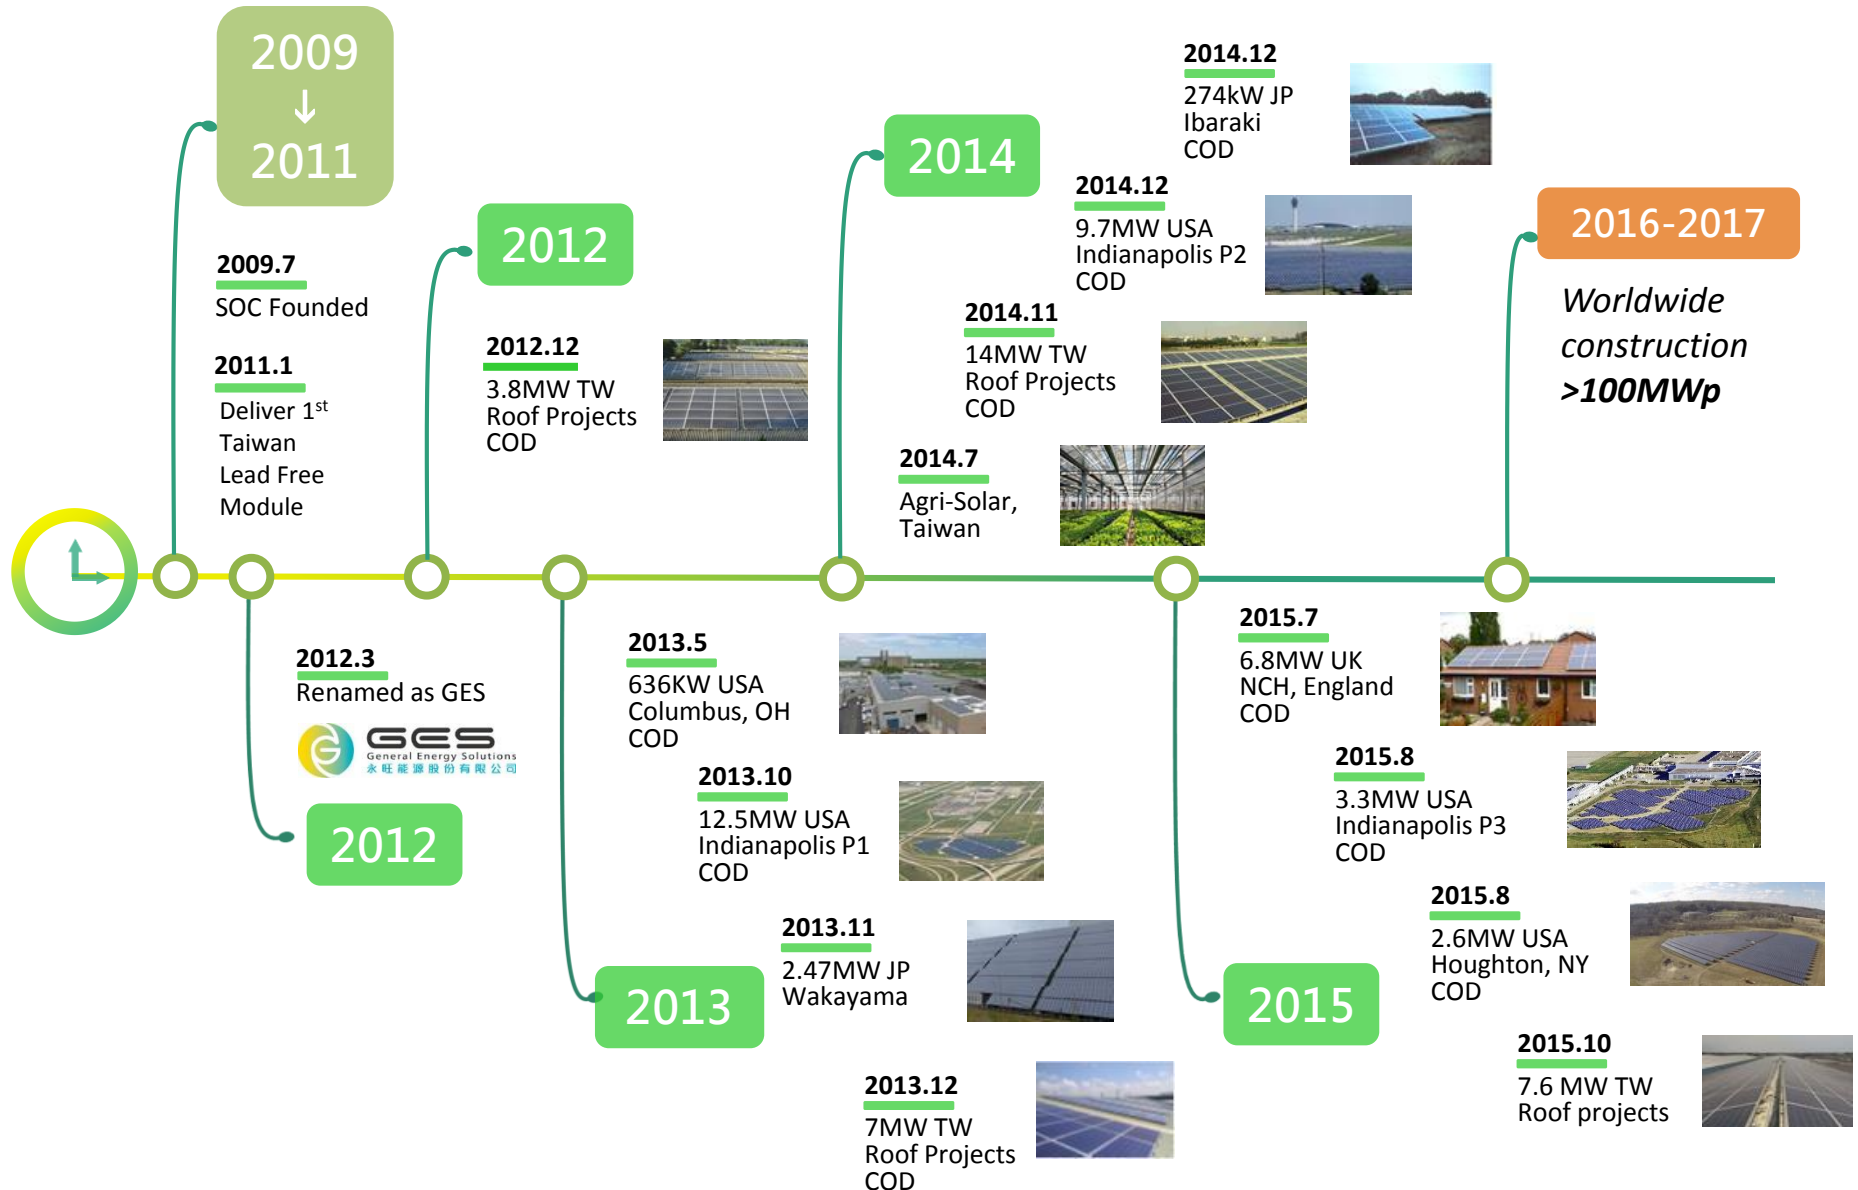 2009
↓
2011
2009.7
SOC Founded
2011.1
Deliver 1st
Taiwan
Lead Free
Module
2012.3
Renamed as GES
GES
General Energy Solutions
永旺能源股份有限公司
2012
2012
2012.12
3.8MW TW
Roof Projects
COD
2013
2013.5
636KW USA
Columbus, OH
COD
2013.10
12.5MW USA
Indianapolis P1
COD
2013.11
2.47MW JP
Wakayama
2013.12
7MW TW
Roof Projects
COD
2014
2014.7
Agri-Solar,
Taiwan
2014.11
14MW TW
Roof Projects
COD
2014.12
9.7MW USA
Indianapolis P2
COD
2014.12
274kW JP
Ibaraki
COD
2015
2015.7
6.8MW UK
NCH, England
COD
2015.8
3.3MW USA
Indianapolis P3
COD
2015.8
2.6MW USA
Houghton, NY
COD
2015.10
7.6 MW TW
Roof projects
2016-2017
Worldwide
construction
>100MWp